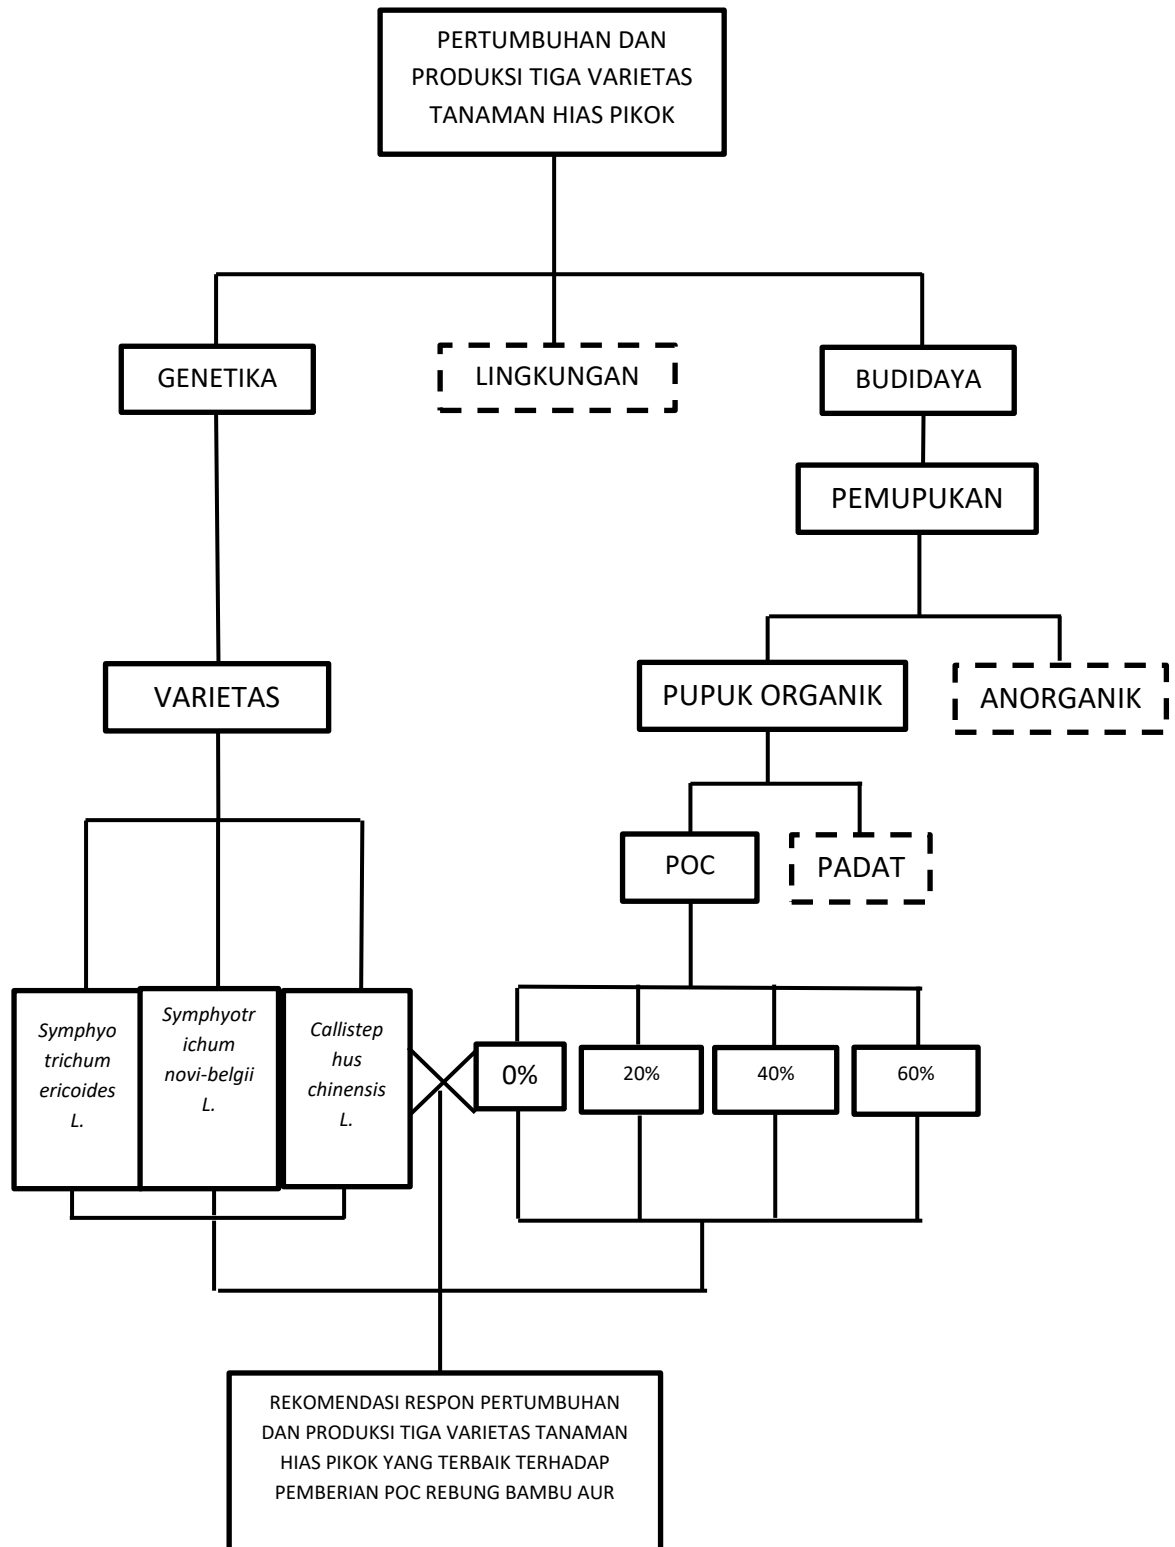 PERTUMBUHAN DAN
PRODUKSI TIGA VARIETAS
TANAMAN HIAS PIKOK
GENETIKA
LINGKUNGAN
BUDIDAYA
PEMUPUKAN
VARIETAS
PUPUK ORGANIK
ANORGANIK
POC
PADAT
Symphyo
trichum
ericoides
L.
Symphyotr
ichum
novi-belgii
L.
Callistep
hus
chinensis
L.
0%
20%
40%
60%
REKOMENDASI RESPON PERTUMBUHAN
DAN PRODUKSI TIGA VARIETAS TANAMAN
HIAS PIKOK YANG TERBAIK TERHADAP
PEMBERIAN POC REBUNG BAMBU AUR